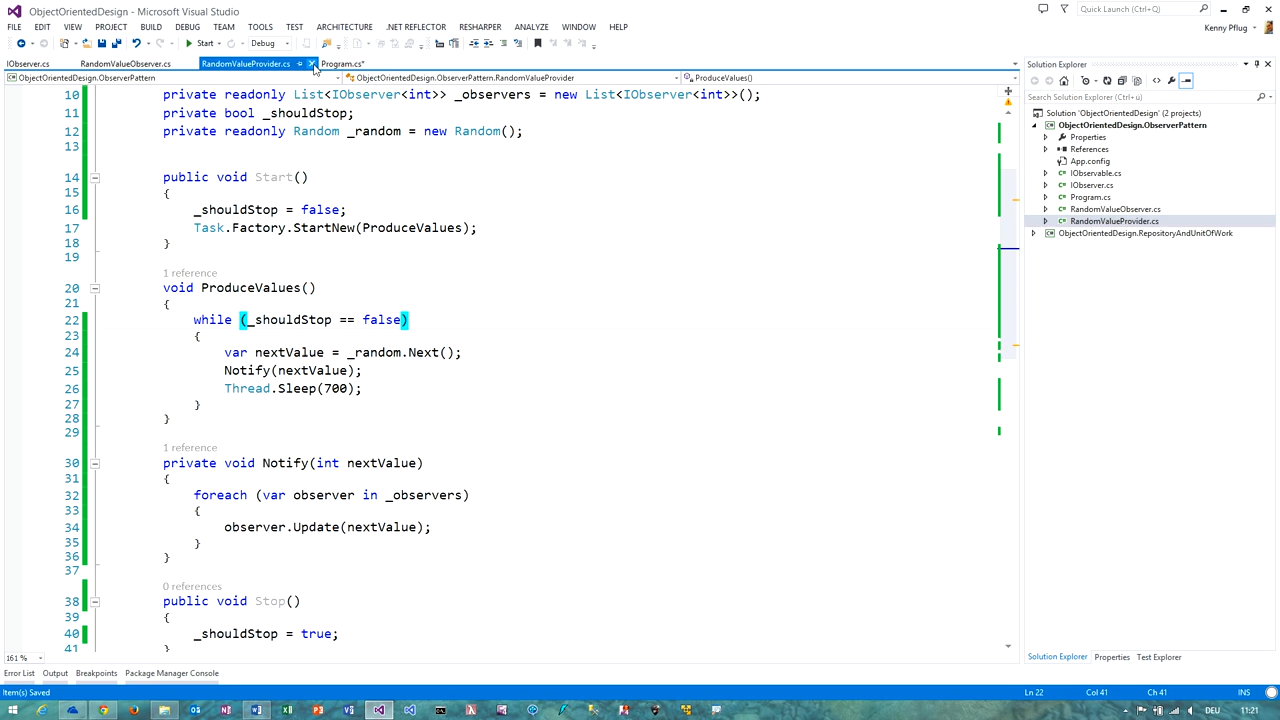 ObjectOrientedDesign - Microsoft Visual Studio
Quick Launch (Ctrl+Q)
FILE EDIT VIEW PROJECT BUILD DEBUG TEAM TOOLS TEST ARCHITECTURE .NET REFLECTOR RESHARPER ANALYZE WINDOW HELP
Kenny Pflug
Start
Debug
IObserver.cs RandomValueObserver.cs RandomValueProvider.cs Program.cs*
ObjectOrientedDesign.ObserverPattern ObjectOrientedDesign.ObserverPattern.RandomValueProvider ProduceValues()
10 private readonly List<IObserver<int>> _observers = new List<IObserver<int>>();
11 private bool _shouldStop;
12 private readonly Random _random = new Random();
13
14 public void Start()
15 {
16 _shouldStop = false;
17 Task.Factory.StartNew(ProduceValues);
18 }
19
1 reference
20 void ProduceValues()
21 {
22 while (_shouldStop == false)
23 {
24 var nextValue = _random.Next();
25 Notify(nextValue);
26 Thread.Sleep(700);
27 }
28 }
29
1 reference
30 private void Notify(int nextValue)
31 {
32 foreach (var observer in _observers)
33 {
34 observer.Update(nextValue);
35 }
36 }
37
0 references
38 public void Stop()
39 {
40 _shouldStop = true;
41 }
161 %
Solution Explorer
Search Solution Explorer (Ctrl+ü)
Solution 'ObjectOrientedDesign' (2 projects)
ObjectOrientedDesign.ObserverPattern
Properties
References
App.config
IObservable.cs
IObserver.cs
Program.cs
RandomValueObserver.cs
RandomValueProvider.cs
ObjectOrientedDesign.RepositoryAndUnitOfWork
Solution Explorer Properties Test Explorer
Error List Output Breakpoints Package Manager Console
Item(s) Saved Ln 22 Col 41 Ch 41 INS
DEU 11:21